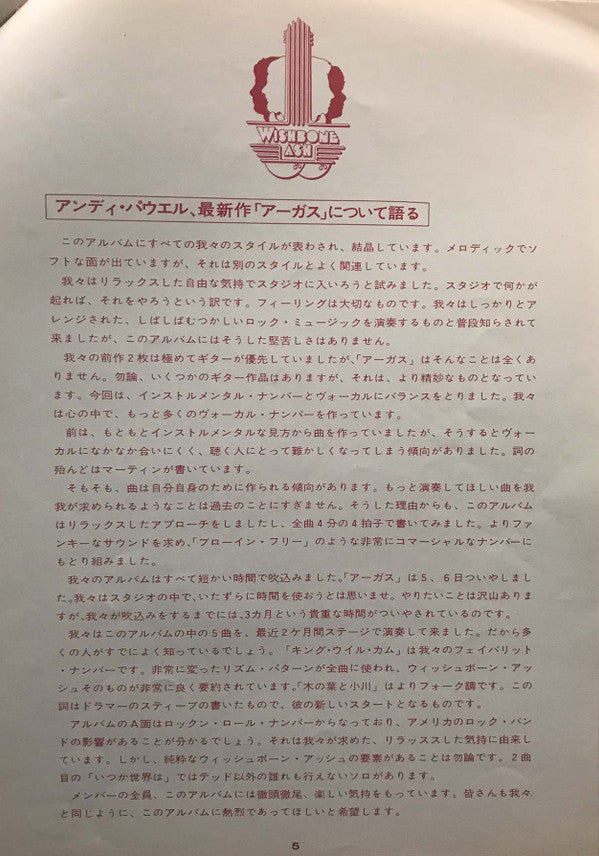 WISHBONE
ASH
アンディ・パウエル、最新作「アーガス」について語る
このアルバムにすべての我々のスタイルが表わされ、結晶しています。メロディックでソ
フトな面が出ていますが、それは別のスタイルとよく関連しています。
我々はリラックスした自由な気持でスタジオに入いろうと試みました。スタジオで何かが
起れば、それをやろうという訳です。フィーリングは大切なものです。我々はしっかりとア
レンジされた、しばしばむつかしいロック・ミュージックを演奏するものと普段知らされて
来ましたが、このアルバムにはそうした堅苦しさはありません。
我々の前作2枚は極めてギターが優先していましたが、「アーガス」はそんなことは全くあ
りません。勿論、いくつかのギター作品はありますが、それは、より精妙なものとなってい
ます。今回は、インストルメンタル・ナンバーとヴォーカルにバランスをとりました。我々
は心の中で、もっと多くのヴォーカル・ナンバーを作っています。
前は、もともとインストルメンタルな見方から曲を作っていましたが、そうするとヴォー
カルになかなか合いにくく、聴く人にとって難かしくなってしまう傾向がありました。詞の
殆んどはマーティンが書いています。
そもそも、曲は自分自身のために作られる傾向があります。もっと演奏してほしい曲を我
我が求められるようなことは過去のことにすぎません。そうした理由からも、このアルバム
はリラックスしたアプローチをしましたし、全曲4分の4拍子で書いてみました。よりファ
ンキーなサウンドを求め、「ブローイン・フリー」のような非常にコマーシャルなナンバーに
もとり組みました。
我々のアルバムはすべて短かい時間で吹込みました。「アーガス」は5、6日ついやしまし
た。我々はスタジオの中で、いたずらに時間を使おうとは思いませ。やりたいことは沢山ありま
すが、我々が吹込みをするまでには、3カ月という貴重な時間がついやされているのです。
我々はこのアルバムの中の5曲を、最近2ケ月間ステージで演奏して来ました。だから多
くの人がすでによく知っているでしょう。「キング・ウイル・カム」は我々のフェイバリット
・ナンバーです。非常に変ったリズム・パターンが全曲に使われ、ウィッシュボーン・アッ
シュそのものが非常に良く要約されています。「木の葉と小川」はよりフォーク調です。この
詞はドラマーのスティーブの書いたもので、彼の新しいスタートとなるものです。
アルバムのA面はロックン・ロール・ナンバーからなっており、アメリカのロック・バン
ドの影響があることが分かるでしょう。それは我々が求めた、リラッススした気持に由来し
ています。しかし、純粋なウィッシュボーン・アッシュの要素があることは勿論です。2曲
目の「いつか世界は」ではテッド以外の誰れも行えないソロがあります。
メンバーの全員、このアルバムには徹頭徹尾、楽しい気持をもっています。皆さんも我々
と同じように、このアルバムに熱烈であってほしいと希望します。
5